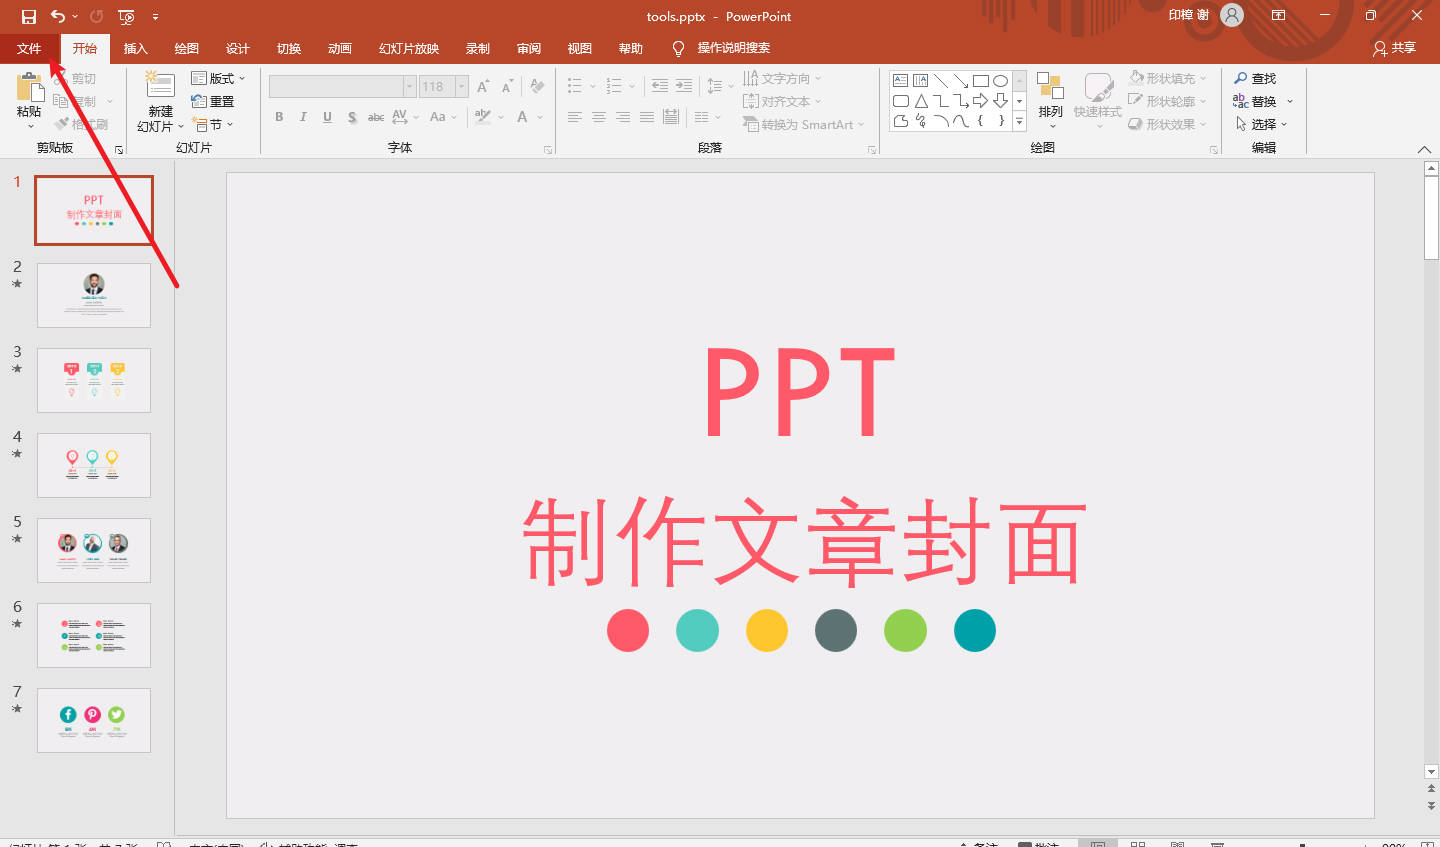 tools.pptx - PowerPoint
印樟 谢
文件 开始 插入 绘图 设计 切换 动画 幻灯片放映 录制 审阅 视图 帮助 操作说明搜索 共享
粘贴
剪切
复制
格式刷
剪贴板
新建
幻灯片
版式
重置
节
幻灯片
118
B I U S abc AV Aa A
字体
文字方向
对齐文本
转换为 SmartArt
段落
排列
快速样式
形状填充
形状轮廓
形状效果
绘图
查找
替换
选择
编辑
1
PPT
制作文章封面
2
3
4
5
6
7
PPT
制作文章封面